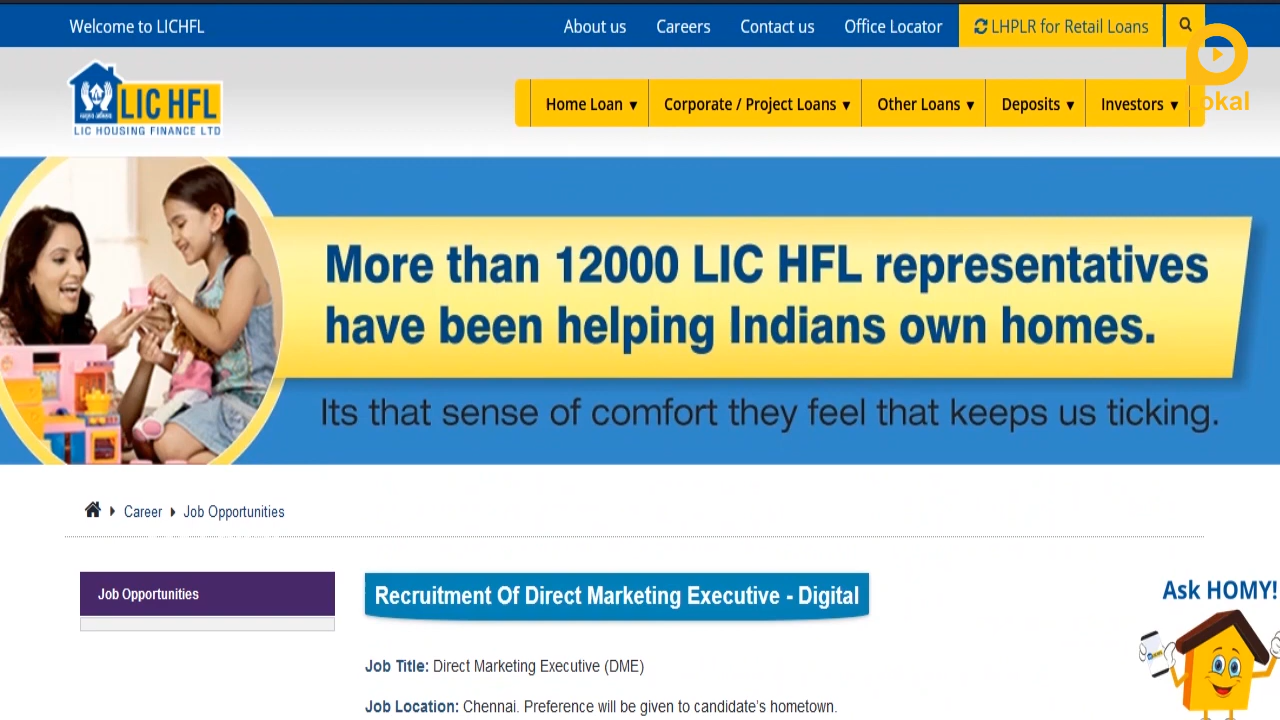 Welcome to LICHFL
About us
Careers
Contact us
Office Locator
LHPLR for Retail Loans
lokal
LIC HFL
LIC HOUSING FINANCE LTD
Home Loan ▾
Corporate / Project Loans ▾
Other Loans ▾
Deposits ▾
Investors ▾
More than 12000 LIC HFL representatives
have been helping Indians own homes.
Its that sense of comfort they feel that keeps us ticking.
Career
Job Opportunities
Job Opportunities
Recruitment Of Direct Marketing Executive - Digital
Ask HOMY!
Job Title: Direct Marketing Executive (DME)
Job Location: Chennai. Preference will be given to candidate's hometown.